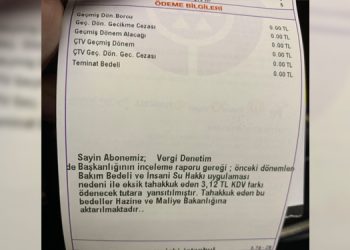 ÖDEME BİLGİLERİ
Geçmiş Dön. Borcu 0.00 TL
Geç. Dön. Gecikme Cezası 0.00 TL
Geçmiş Dönem Alacağı 0.00 TL
ÇTV Geçmiş Dönem 0.00 TL
ÇTV Geç. Dön. Gec. Cezası 0.00 TL
Teminat Bedeli 0.00 TL
Sayin Abonemiz; Vergi Denetim
de Başkanlığının inceleme raporu gereği ; önceki dönemlen
Bakım Bedeli ve İnsani Su Hakkı uygulaması
nedeni ile eksik tahakkuk eden 3,12 TL KDV farkı
ödenecek tutara yansıtılmıştır. Tahakkuk eden bu
bedeller Hazine ve Maliye Bakanlığına
aktarılmaktadır..